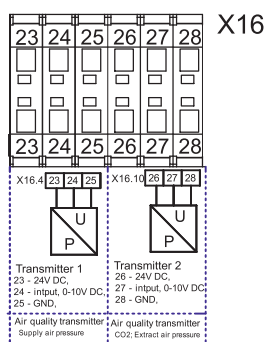 X16
23 24 25 26 27 28
23 24 25 26 27 28
X16.4 23 24 25
X16.10 26 27 28
U
P
U
P
Transmitter 1
23 - 24V DC,
24 - intput, 0-10V DC,
25 - GND,
Transmitter 2
26 - 24V DC,
27 - intput, 0-10V DC,
28 - GND,
Air quality transmitter
Supply air pressure
Air quality transmitter
CO2; Extract air pressure